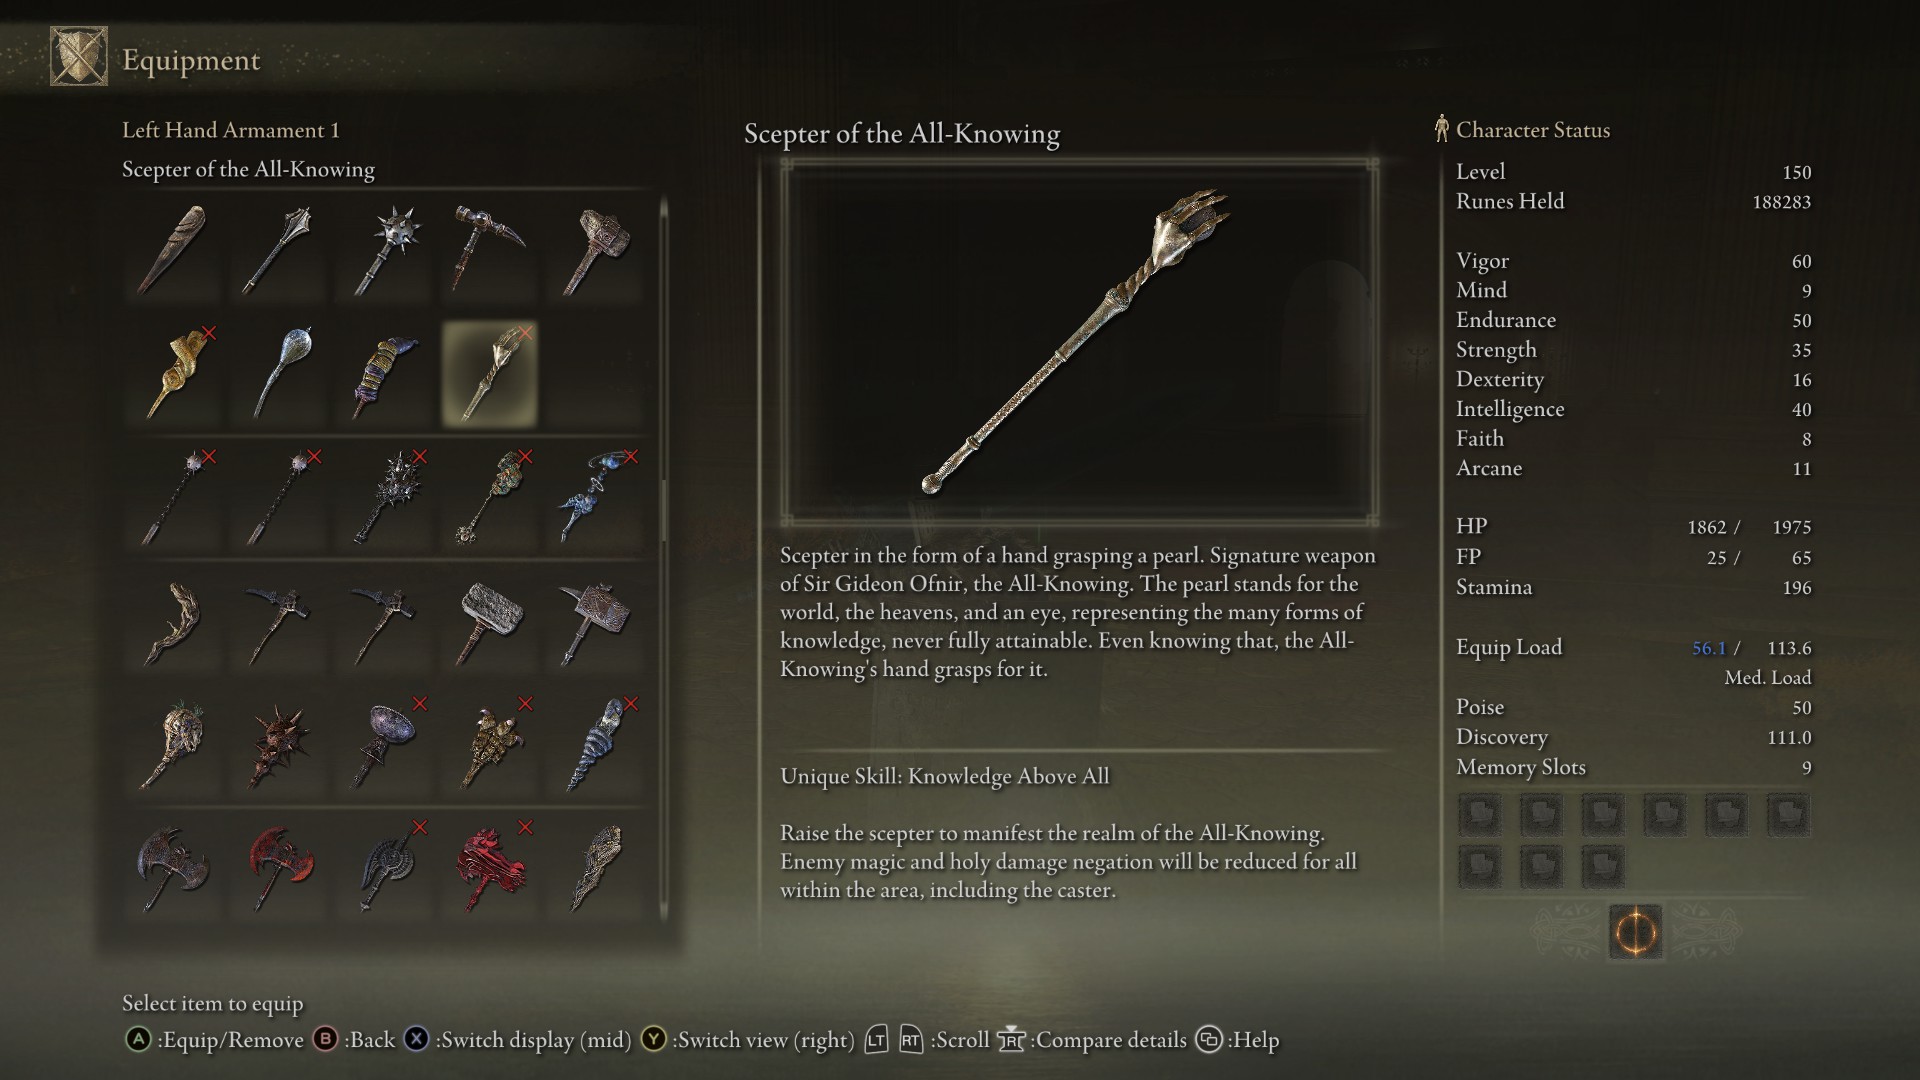 Equipment
Left Hand Armament 1
Scepter of the All-Knowing
Scepter of the All-Knowing
Scepter in the form of a hand grasping a pearl. Signature weapon
of Sir Gideon Ofnir, the All-Knowing. The pearl stands for the
world, the heavens, and an eye, representing the many forms of
knowledge, never fully attainable. Even knowing that, the All-
Knowing's hand grasps for it.
Unique Skill: Knowledge Above All
Raise the scepter to manifest the realm of the All-Knowing.
Enemy magic and holy damage negation will be reduced for all
within the area, including the caster.
Character Status
Level 150
Runes Held 188283
Vigor 60
Mind 9
Endurance 50
Strength 35
Dexterity 16
Intelligence 40
Faith 8
Arcane 11
HP 1862 / 1975
FP 25 / 65
Stamina 196
Equip Load 56.1 / 113.6
Med. Load
Poise 50
Discovery 111.0
Memory Slots 9
Select item to equip
A :Equip/Remove B :Back X :Switch display (mid) Y :Switch view (right) LT RT :Scroll R :Compare details :Help